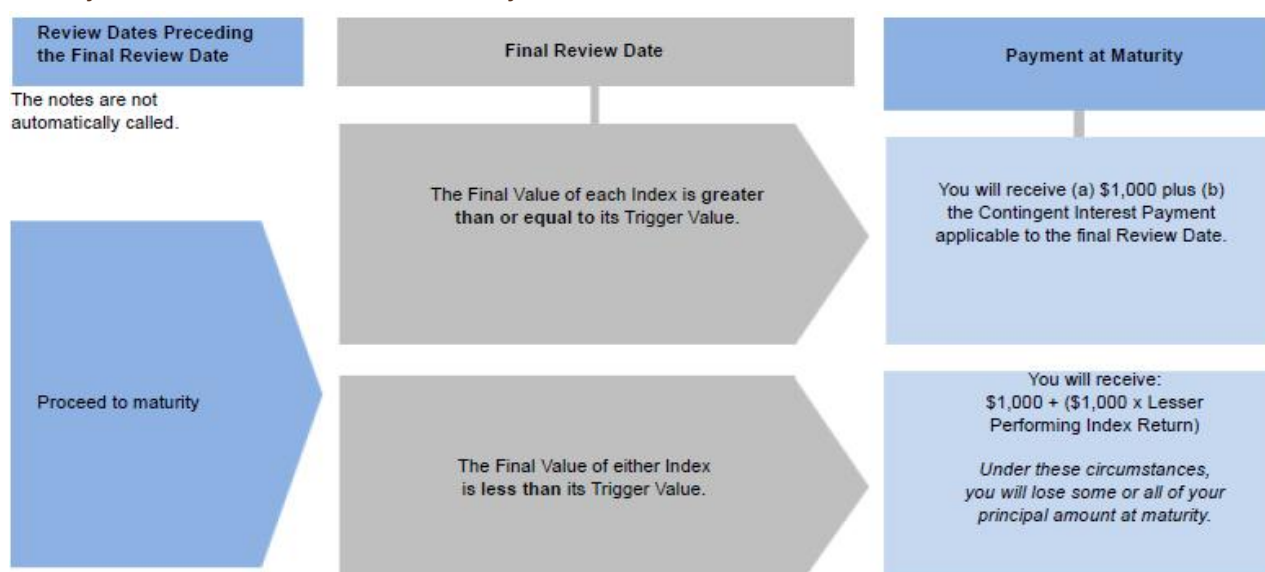 Review Dates Preceding
the Final Review Date
The notes are not
automatically called.
Proceed to maturity
Final Review Date
The Final Value of each Index is greater
than or equal to its Trigger Value.
The Final Value of either Index
is less than its Trigger Value.
Payment at Maturity
You will receive (a) $1,000 plus (b)
the Contingent Interest Payment
applicable to the final Review Date.
You will receive:
$1,000 + ($1,000 x Lesser
Performing Index Return)
Under these circumstances,
you will lose some or all of your
principal amount at maturity.